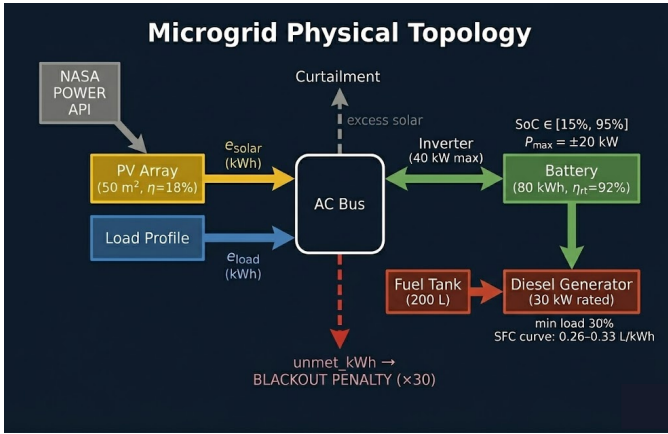 Microgrid Physical Topology
NASA
POWER
API
Curtailment
excess solar
SoC ∈ [15%, 95%]
Pmax = ±20 kW
esolar
(kWh)
Inverter
(40 kW max)
PV Array
(50 m², η=18%)
AC Bus
Battery
(80 kWh, ηrt=92%)
Load Profile
eload
(kWh)
Fuel Tank
(200 L)
Diesel Generator
(30 kW rated)
min load 30%
SFC curve: 0.26–0.33 L/kWh
unmet_kWh →
BLACKOUT PENALTY (×30)